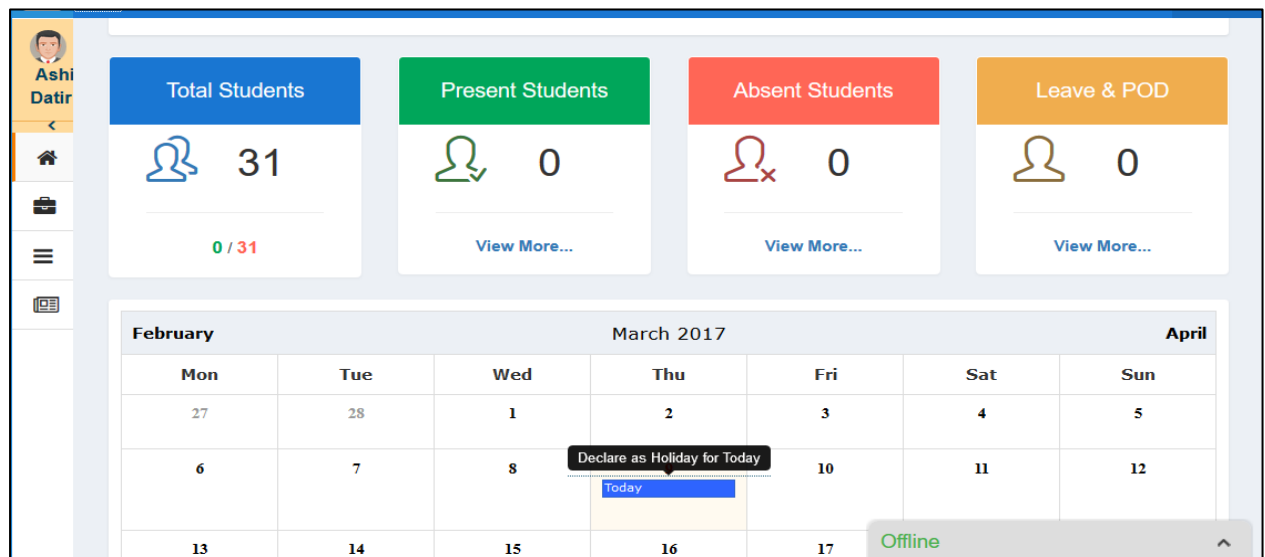 Ashi
Datir
Total Students
Present Students
Absent Students
Leave & POD
31
0
0
0
0 / 31
View More...
View More...
View More...
February March 2017 April
Mon Tue Wed Thu Fri Sat Sun
27 28 1 2 3 4 5
Declare as Holiday for Today
6 7 8 10 11 12
Today
13 14 15 16 17
Offline